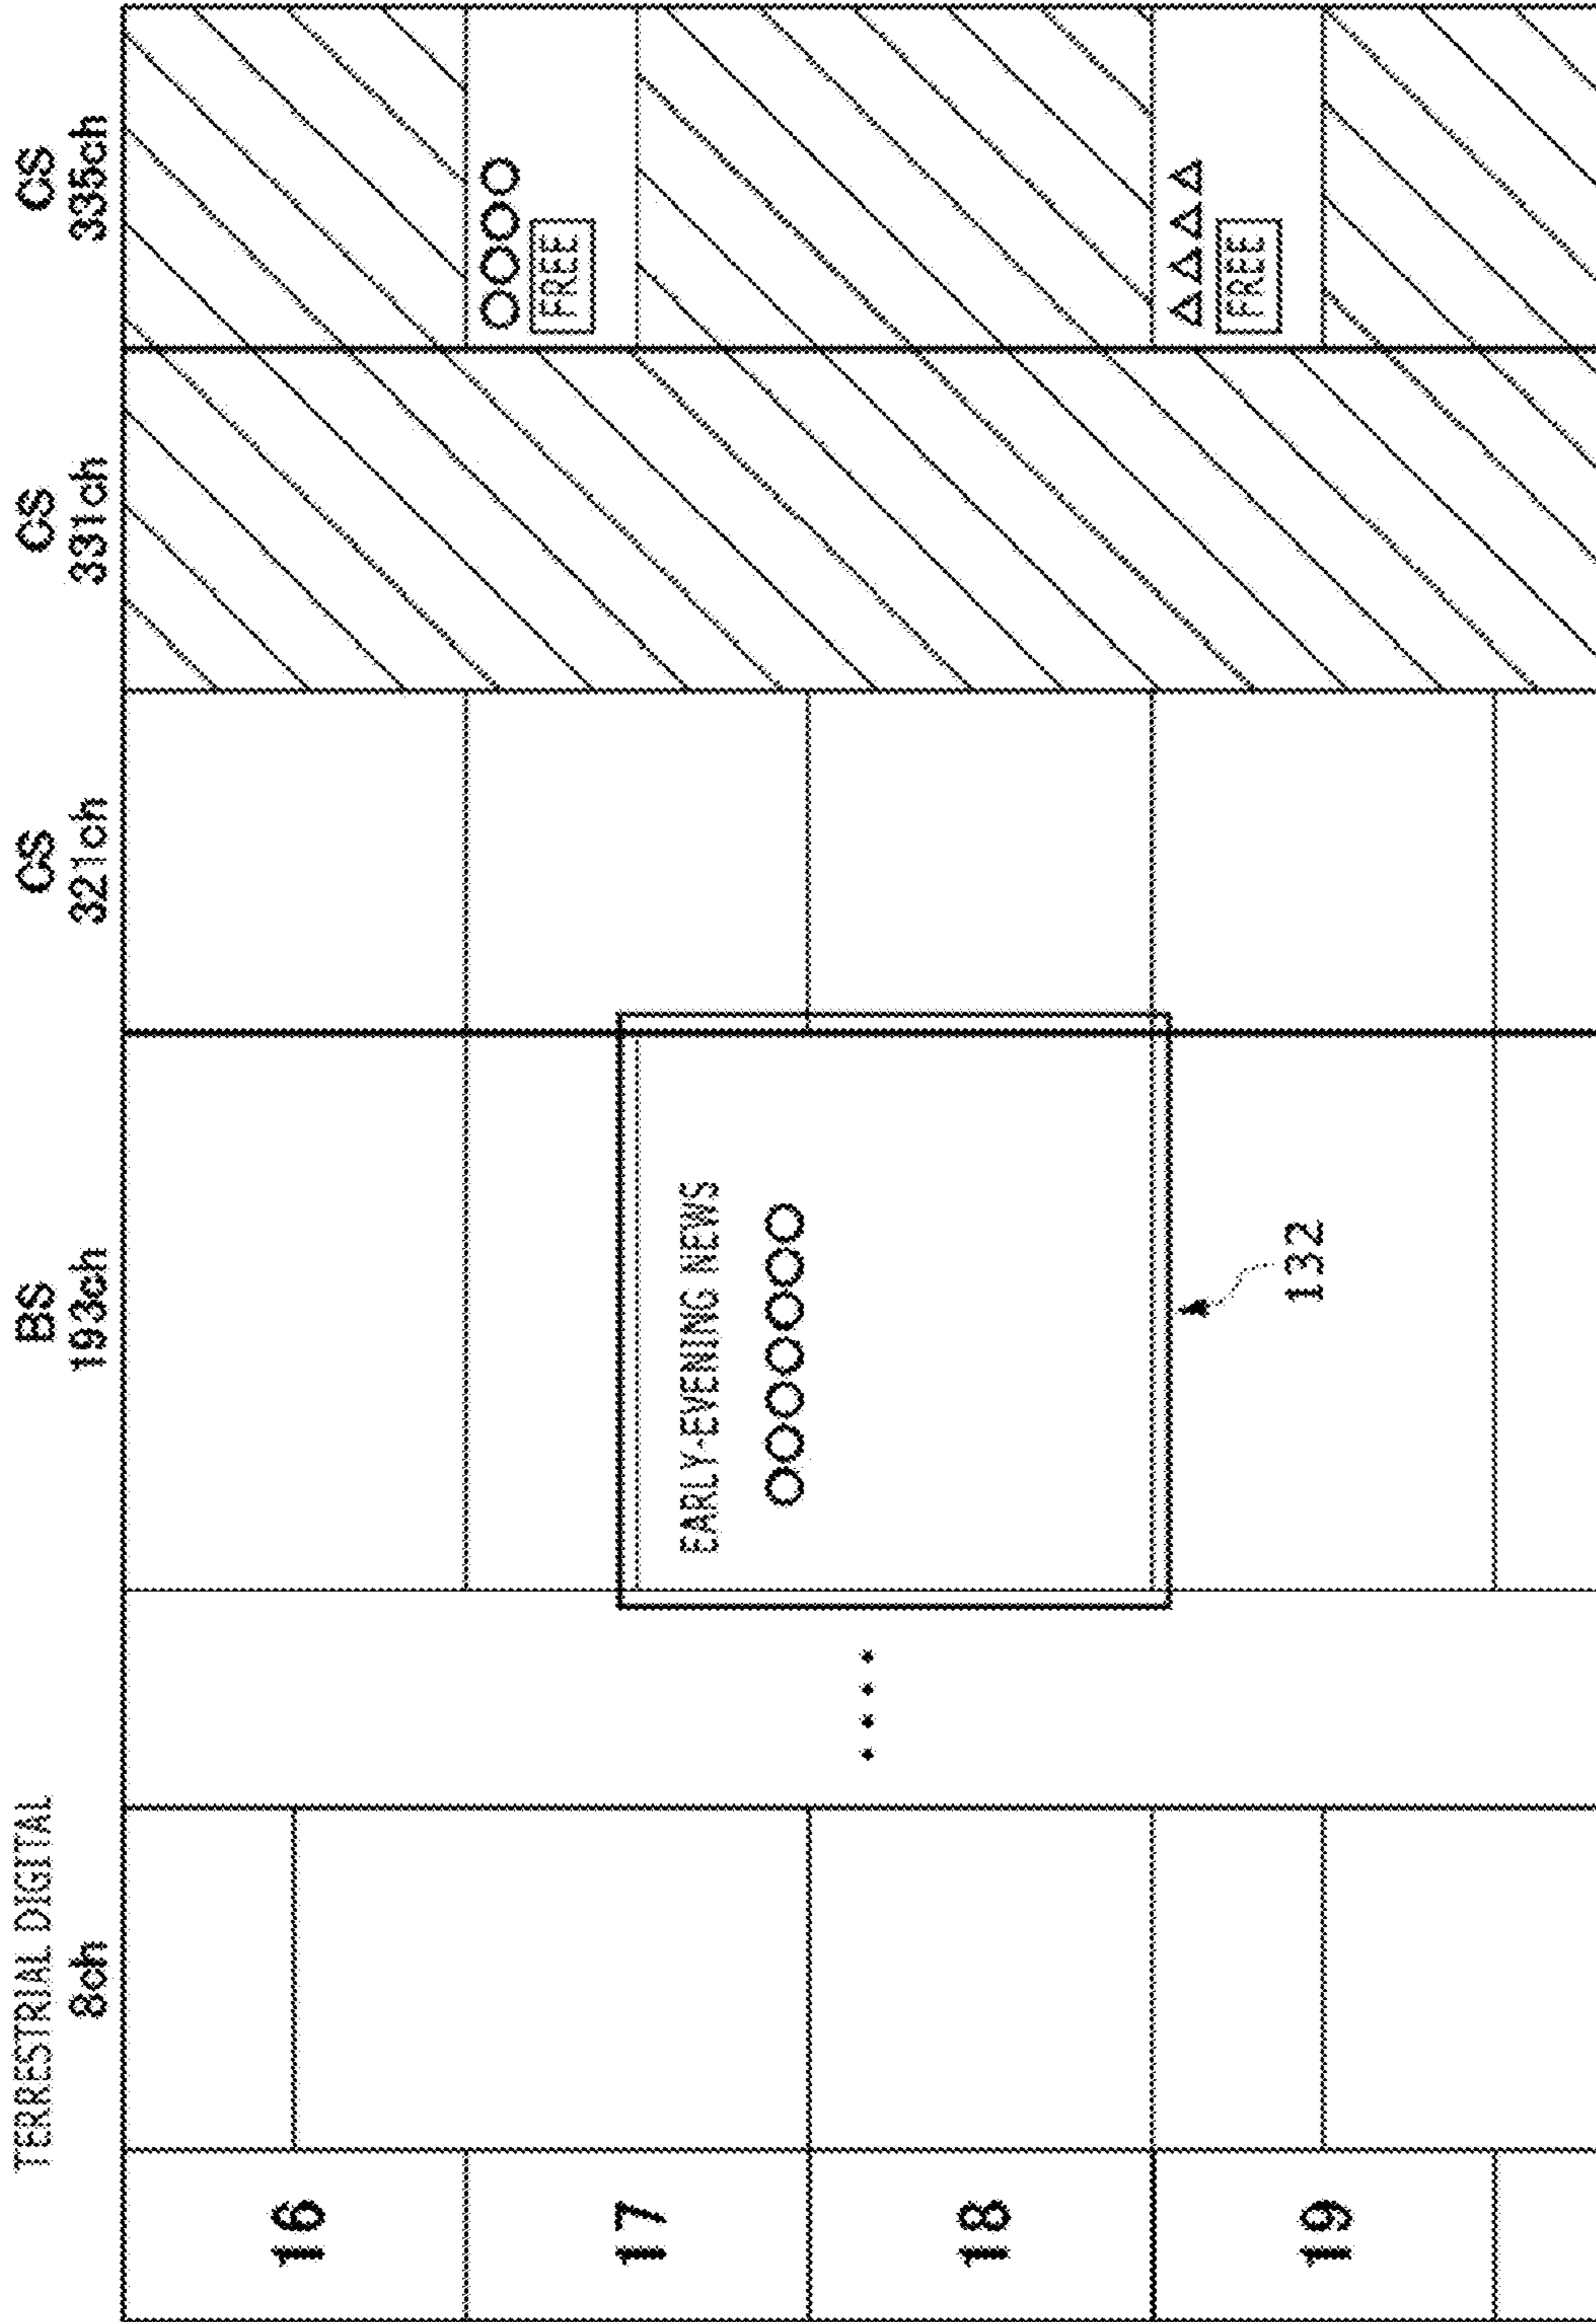 TERRESTRIAL DIGITAL
8ch
BS
193ch
CS
321ch
CS
331ch
CS
335ch
16
17
18
19
EARLY-EVENING NEWS
○○○○○○○
○○○○
FREE
△△△△
FREE
132